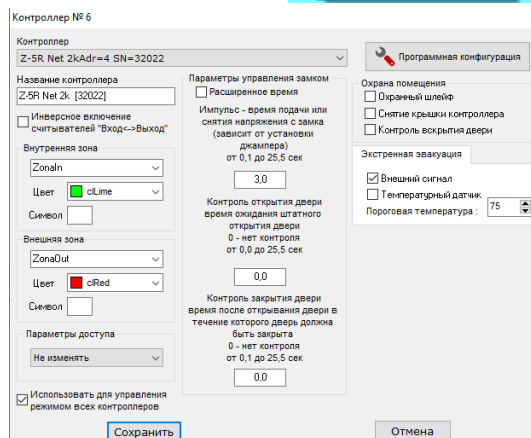 Контроллер № 6
Контроллер
Z-5R Net 2kAdr=4 SN=32022
Программная конфигурация
Название контроллера
Z-5R Net 2k [32022]
Инверсное включение
считывателей "Вход<->Выход"
Внутренняя зона
ZonaIn
Цвет clLime
Символ
Внешняя зона
ZonaOut
Цвет clRed
Символ
Параметры доступа
Не изменять
Использовать для управления
режимом всех контроллеров
Параметры управления замком
Расширенное время
Импульс - время подачи или
снятия напряжения с замка
(зависит от установки
джампера)
от 0,1 до 25,5 сек
3,0
Контроль открытия двери
время ожидания штатного
открытия двери
0 - нет контроля
от 0,0 до 25,5 сек
0,0
Контроль закрытия двери
время после открывания двери в
течение которого дверь должна
быть закрыта
0 - нет контроля
от 0,1 до 25,5 сек
0,0
Охрана помещения
Охранный шлейф
Снятие крышки контроллера
Контроль вскрытия двери
Экстренная эвакуация
Внешний сигнал
Температурный датчик
Пороговая температура : 75
Сохранить
Отмена